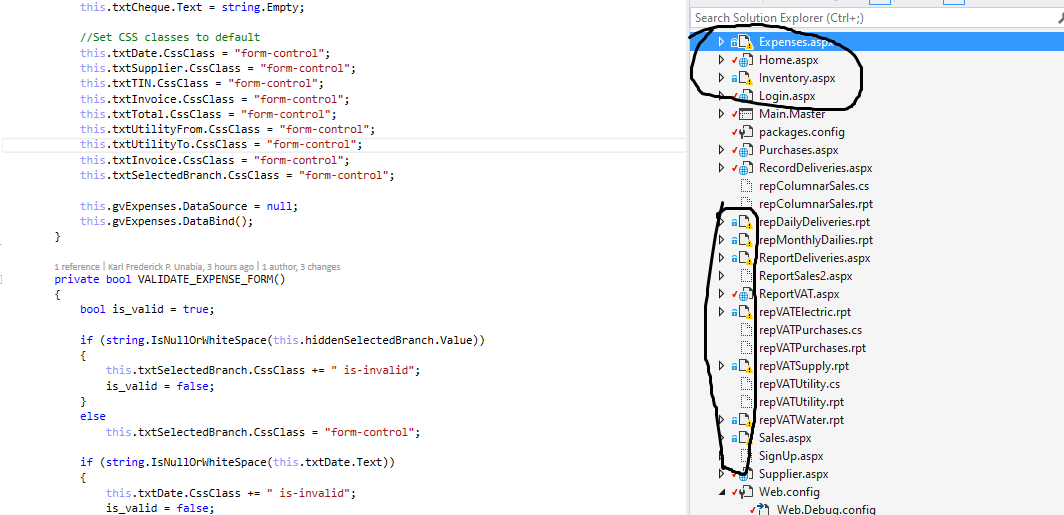 this.txtCheque.Text = string.Empty;
//Set CSS classes to default
this.txtDate.CssClass = "form-control";
this.txtSupplier.CssClass = "form-control";
this.txtTIN.CssClass = "form-control";
this.txtInvoice.CssClass = "form-control";
this.txtTotal.CssClass = "form-control";
this.txtUtilityFrom.CssClass = "form-control";
this.txtUtilityTo.CssClass = "form-control";
this.txtInvoice.CssClass = "form-control";
this.txtSelectedBranch.CssClass = "form-control";
this.gvExpenses.DataSource = null;
this.gvExpenses.DataBind();
}
1 reference | Karl Frederick P. Unabia, 3 hours ago | 1 author, 3 changes
private bool VALIDATE_EXPENSE_FORM()
{
bool is_valid = true;
if (string.IsNullOrWhiteSpace(this.hiddenSelectedBranch.Value))
{
this.txtSelectedBranch.CssClass += " is-invalid";
is_valid = false;
}
else
this.txtSelectedBranch.CssClass = "form-control";
if (string.IsNullOrWhiteSpace(this.txtDate.Text))
{
this.txtDate.CssClass += " is-invalid";
is_valid = false;
Search Solution Explorer (Ctrl+;)
Expenses.aspx
Home.aspx
Inventory.aspx
Login.aspx
Main.Master
packages.config
Purchases.aspx
RecordDeliveries.aspx
repColumnarSales.cs
repColumnarSales.rpt
repDailyDeliveries.rpt
repMonthlyDailies.rpt
ReportDeliveries.aspx
ReportSales2.aspx
ReportVAT.aspx
repVATElectric.rpt
repVATPurchases.cs
repVATPurchases.rpt
repVATSupply.rpt
repVATUtility.cs
repVATUtility.rpt
repVATWater.rpt
Sales.aspx
SignUp.aspx
Supplier.aspx
Web.config
Web.Debug.config